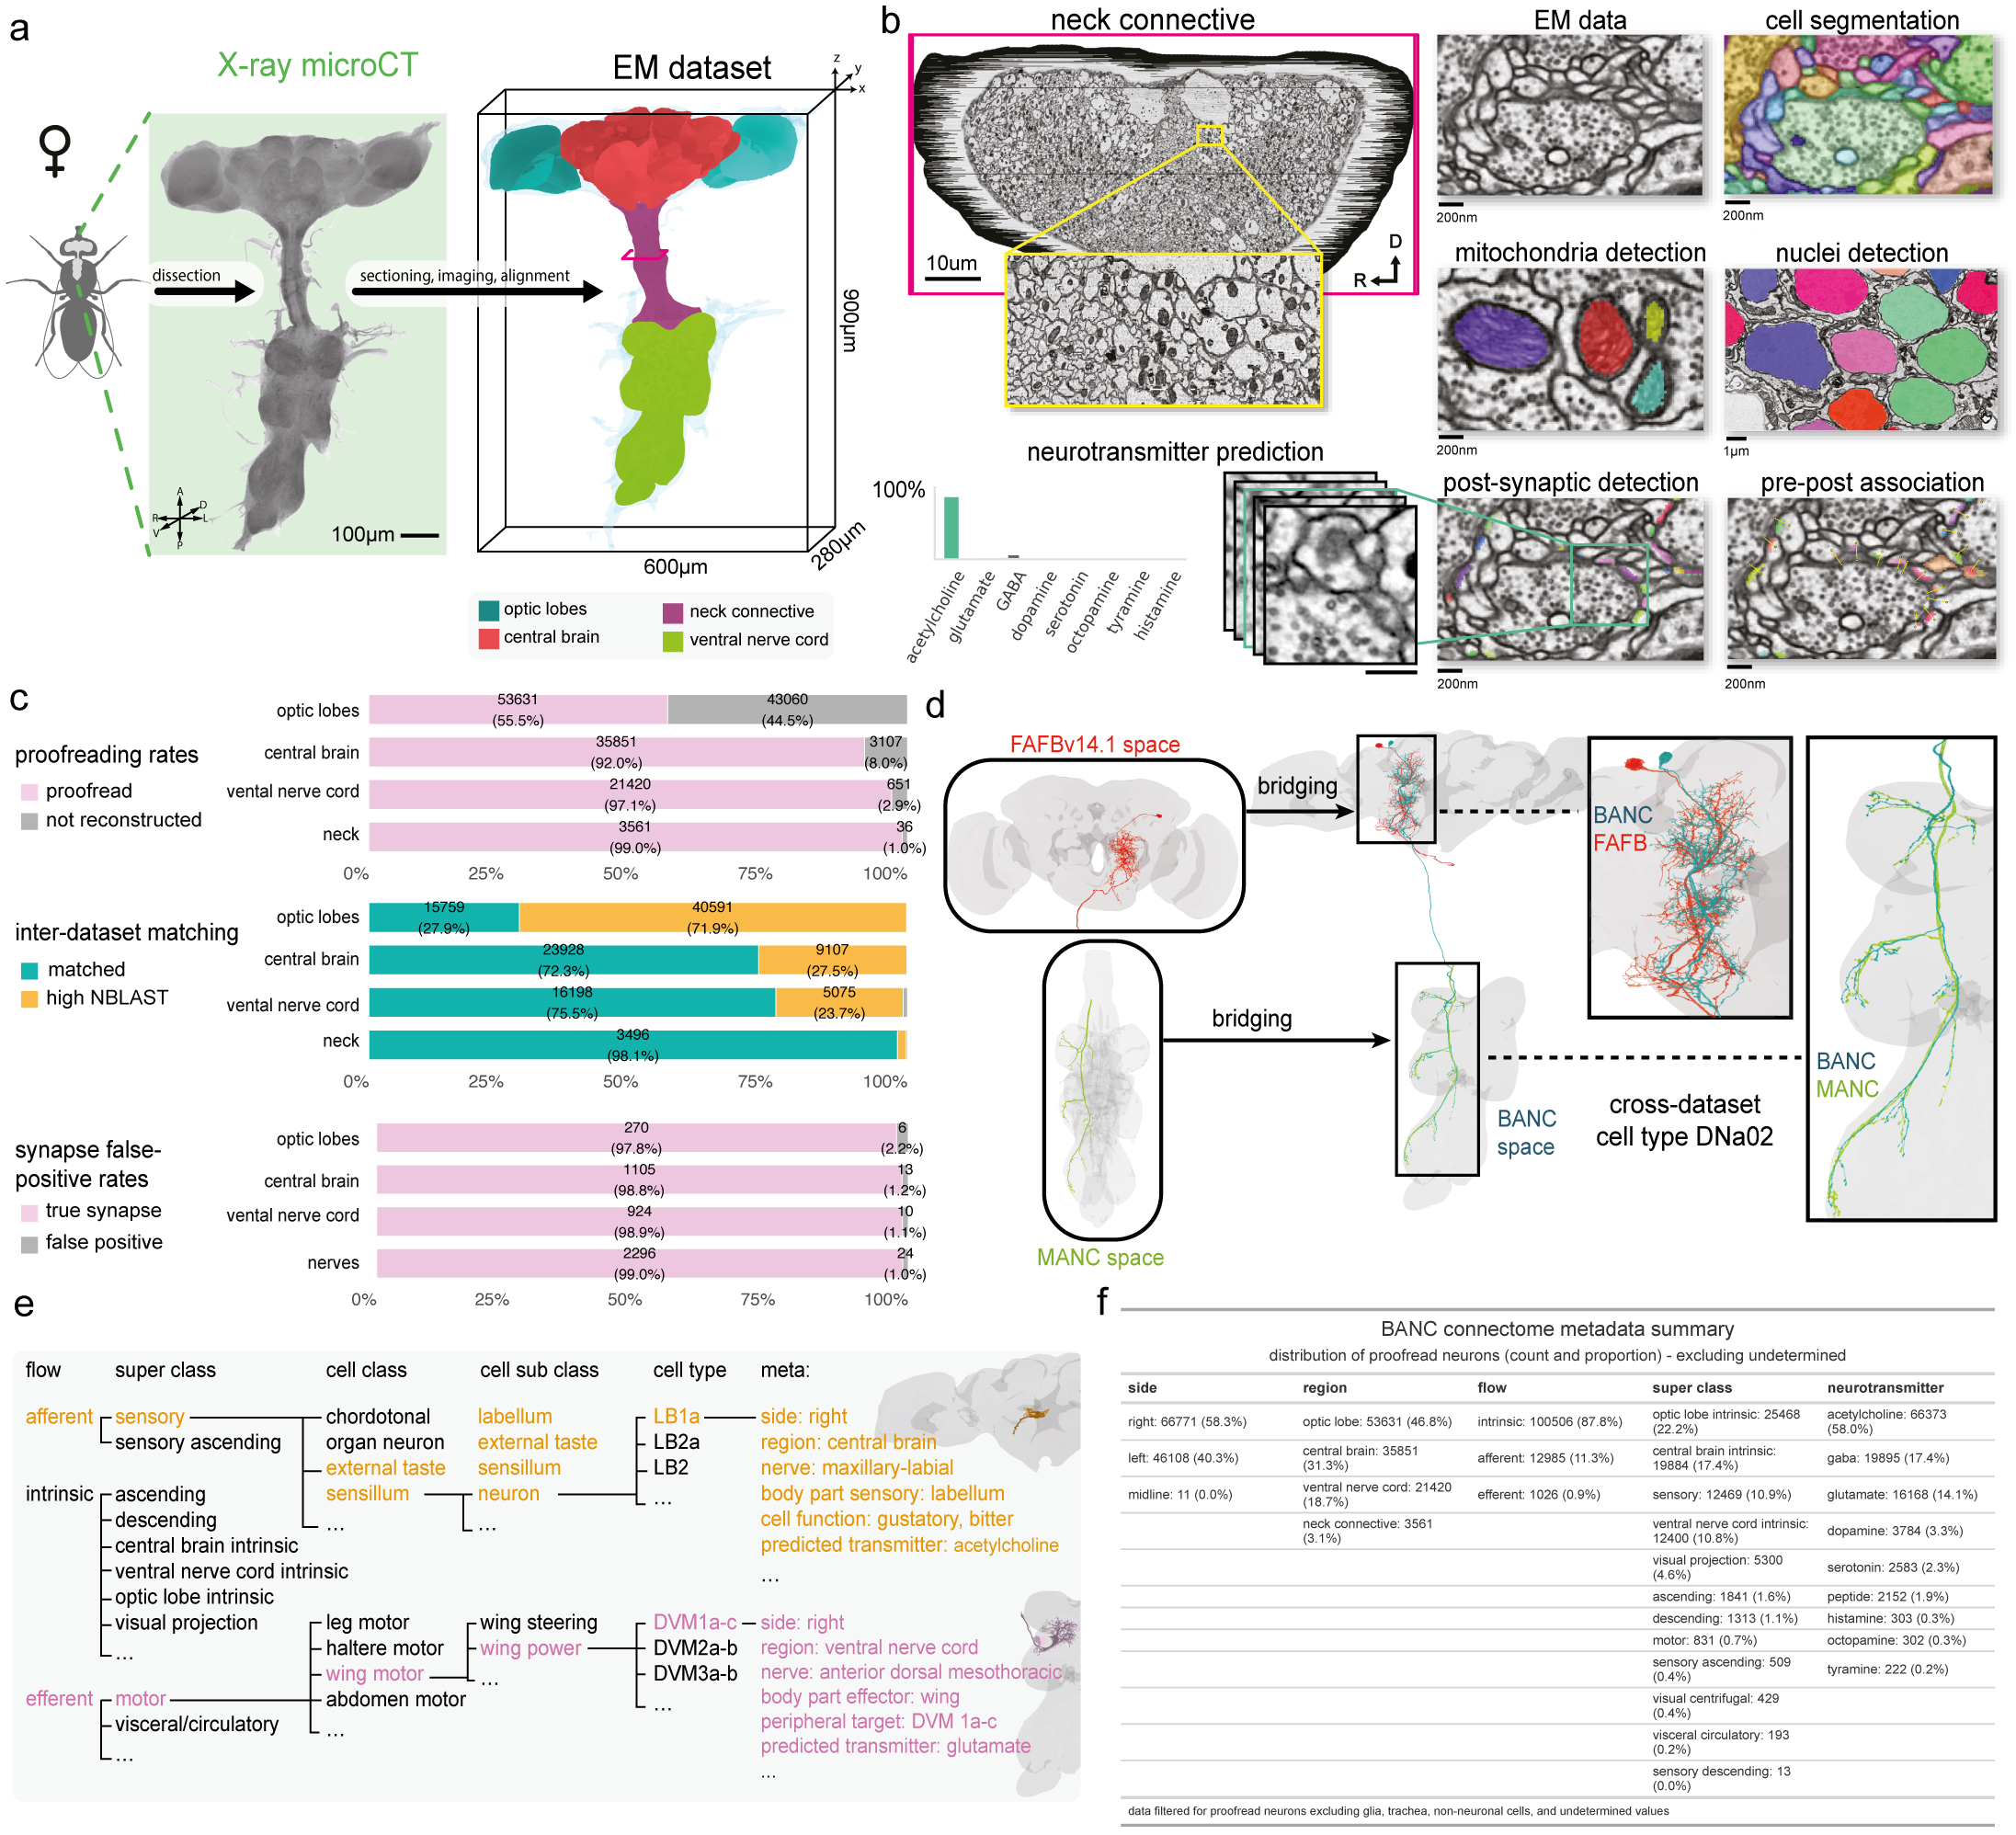 a
X-ray microCT
EM dataset
z
y
x
dissection
sectioning, imaging, alignment
900µm
A
D
R
L
V
P
100µm
600µm
280µm
optic lobes
neck connective
central brain
ventral nerve cord
b
neck connective
10um
D
R
EM data
200nm
cell segmentation
200nm
mitochondria detection
200nm
nuclei detection
1µm
neurotransmitter prediction
100%
acetylcholine
glutamate
GABA
dopamine
serotonin
octopamine
tyramine
histamine
post-synaptic detection
200nm
pre-post association
200nm
c
proofreading rates
proofread
not reconstructed
optic lobes
53631
(55.5%)
43060
(44.5%)
central brain
35851
(92.0%)
3107
(8.0%)
vental nerve cord
21420
(97.1%)
651
(2.9%)
neck
3561
(99.0%)
36
(1.0%)
0%
25%
50%
75%
100%
inter-dataset matching
matched
high NBLAST
optic lobes
15759
(27.9%)
40591
(71.9%)
central brain
23928
(72.3%)
9107
(27.5%)
vental nerve cord
16198
(75.5%)
5075
(23.7%)
neck
3496
(98.1%)
0%
25%
50%
75%
100%
synapse false-
positive rates
true synapse
false positive
optic lobes
270
(97.8%)
6
(2.2%)
central brain
1105
(98.8%)
13
(1.2%)
vental nerve cord
924
(98.9%)
10
(1.1%)
nerves
2296
(99.0%)
24
(1.0%)
0%
25%
50%
75%
100%
d
FAFBv14.1 space
bridging
BANC
FAFB
MANC space
bridging
BANC
space
cross-dataset
cell type DNa02
BANC
MANC
e
flow
super class
cell class
cell sub class
cell type
meta:
afferent
sensory
sensory ascending
chordotonal
organ neuron
external taste
sensillum
...
labellum
external taste
sensillum
neuron
...
LB1a
LB2a
LB2
...
side: right
region: central brain
nerve: maxillary-labial
body part sensory: labellum
cell function: gustatory, bitter
predicted transmitter: acetylcholine
...
intrinsic
ascending
descending
central brain intrinsic
ventral nerve cord intrinsic
optic lobe intrinsic
visual projection
...
efferent
motor
visceral/circulatory
...
leg motor
haltere motor
wing motor
abdomen motor
...
wing steering
wing power
...
DVM1a-c
DVM2a-b
DVM3a-b
...
side: right
region: ventral nerve cord
nerve: anterior dorsal mesothoracic
body part effector: wing
peripheral target: DVM 1a-c
predicted transmitter: glutamate
...
f
BANC connectome metadata summary
distribution of proofread neurons (count and proportion) - excluding undetermined
side
region
flow
super class
neurotransmitter
right: 66771 (58.3%)
optic lobe: 53631 (46.8%)
intrinsic: 100506 (87.8%)
optic lobe intrinsic: 25468
(22.2%)
acetylcholine: 66373
(58.0%)
left: 46108 (40.3%)
central brain: 35851
(31.3%)
afferent: 12985 (11.3%)
central brain intrinsic:
19884 (17.4%)
gaba: 19895 (17.4%)
midline: 11 (0.0%)
ventral nerve cord: 21420
(18.7%)
efferent: 1026 (0.9%)
sensory: 12469 (10.9%)
glutamate: 16168 (14.1%)
neck connective: 3561
(3.1%)
ventral nerve cord intrinsic:
12400 (10.8%)
dopamine: 3784 (3.3%)
visual projection: 5300
(4.6%)
serotonin: 2583 (2.3%)
ascending: 1841 (1.6%)
peptide: 2152 (1.9%)
descending: 1313 (1.1%)
histamine: 303 (0.3%)
motor: 831 (0.7%)
octopamine: 302 (0.3%)
sensory ascending: 509
(0.4%)
tyramine: 222 (0.2%)
visual centrifugal: 429
(0.4%)
visceral circulatory: 193
(0.2%)
sensory descending: 13
(0.0%)
data filtered for proofread neurons excluding glia, trachea, non-neuronal cells, and undetermined values